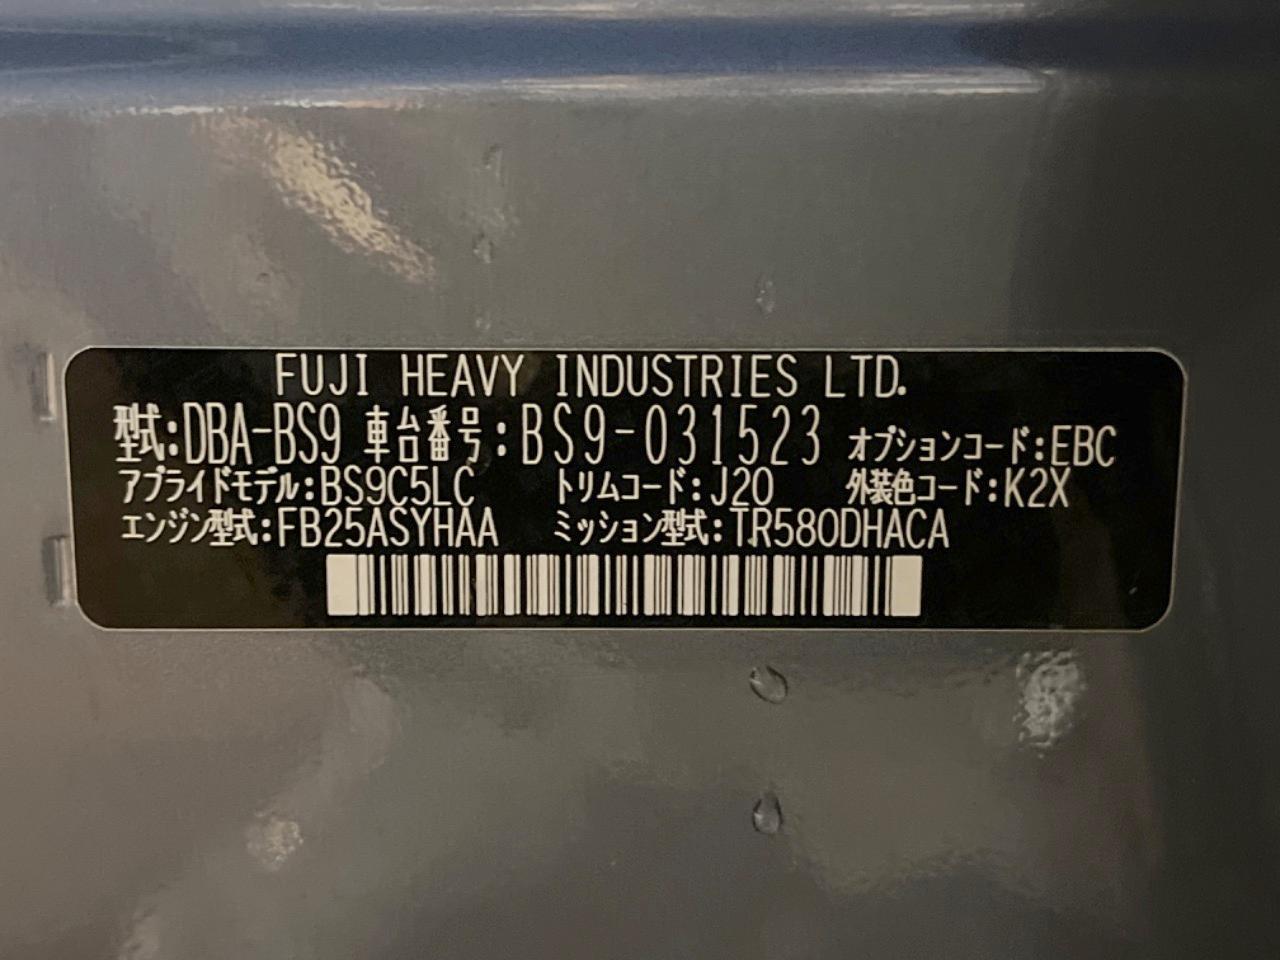 FUJI HEAVY INDUSTRIES LTD.
型式:DBA-BS9 車台番号:BS9-031523 オプションコード:EBC
アプライドモデル:BS9C5LC トリムコード:J20 外装色コード:K2X
エンジン型式:FB25ASYHAA ミッション型式:TR580DHACA